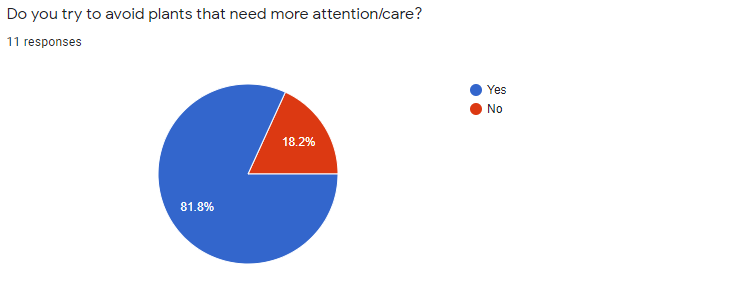 Do you try to avoid plants that need more attention/care?
11 responses
Yes
No
18.2%
81.8%